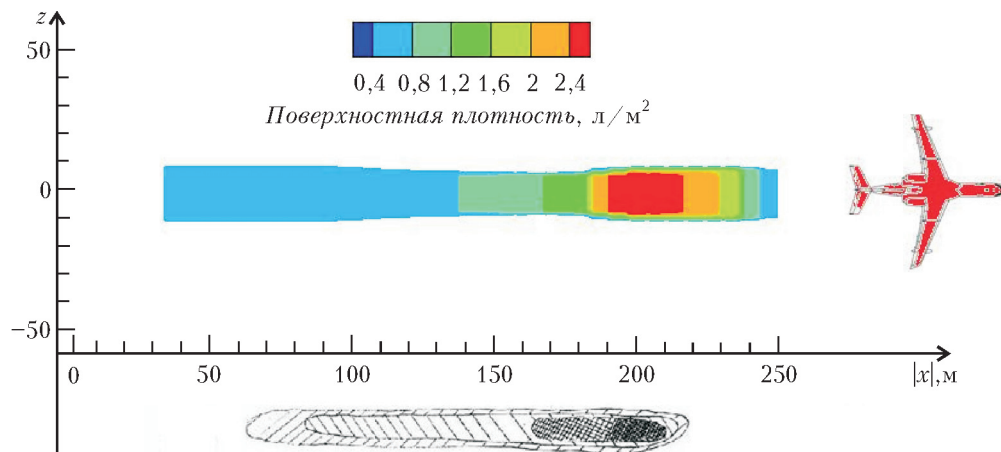 z
50
0,4 0,8 1,2 1,6 2 2,4
Поверхностная плотность, л/м²
0
−50
0 50 100 150 200 250 |x|,м